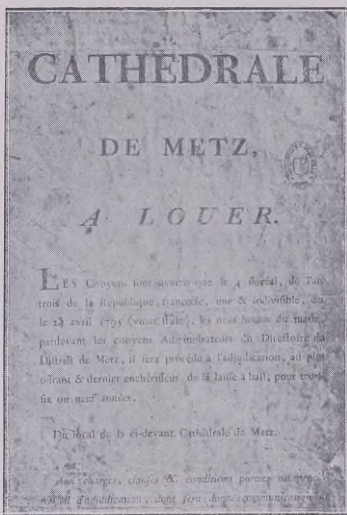 CATHÉDRALE
DE METZ,
A LOUER.
LES Citoyens sont avertis que le 4 floréal, de l'an
trois de la République françoise, une & indivisible, ou
le 23 avril 1795 (vieux style), les neuf heures du matin,
pardevant les citoyens Administrateurs du Directoire du
District de Metz, il sera procédé à l'adjudication, au plus
offrant & dernier enchérisseur, de la laisse à bail, pour trois,
six ou neuf années,
Du local de la ci-devant Cathédrale de Metz.
Aux charges, clauses & conditions portées au
d'adjudication, dont sera donné communication